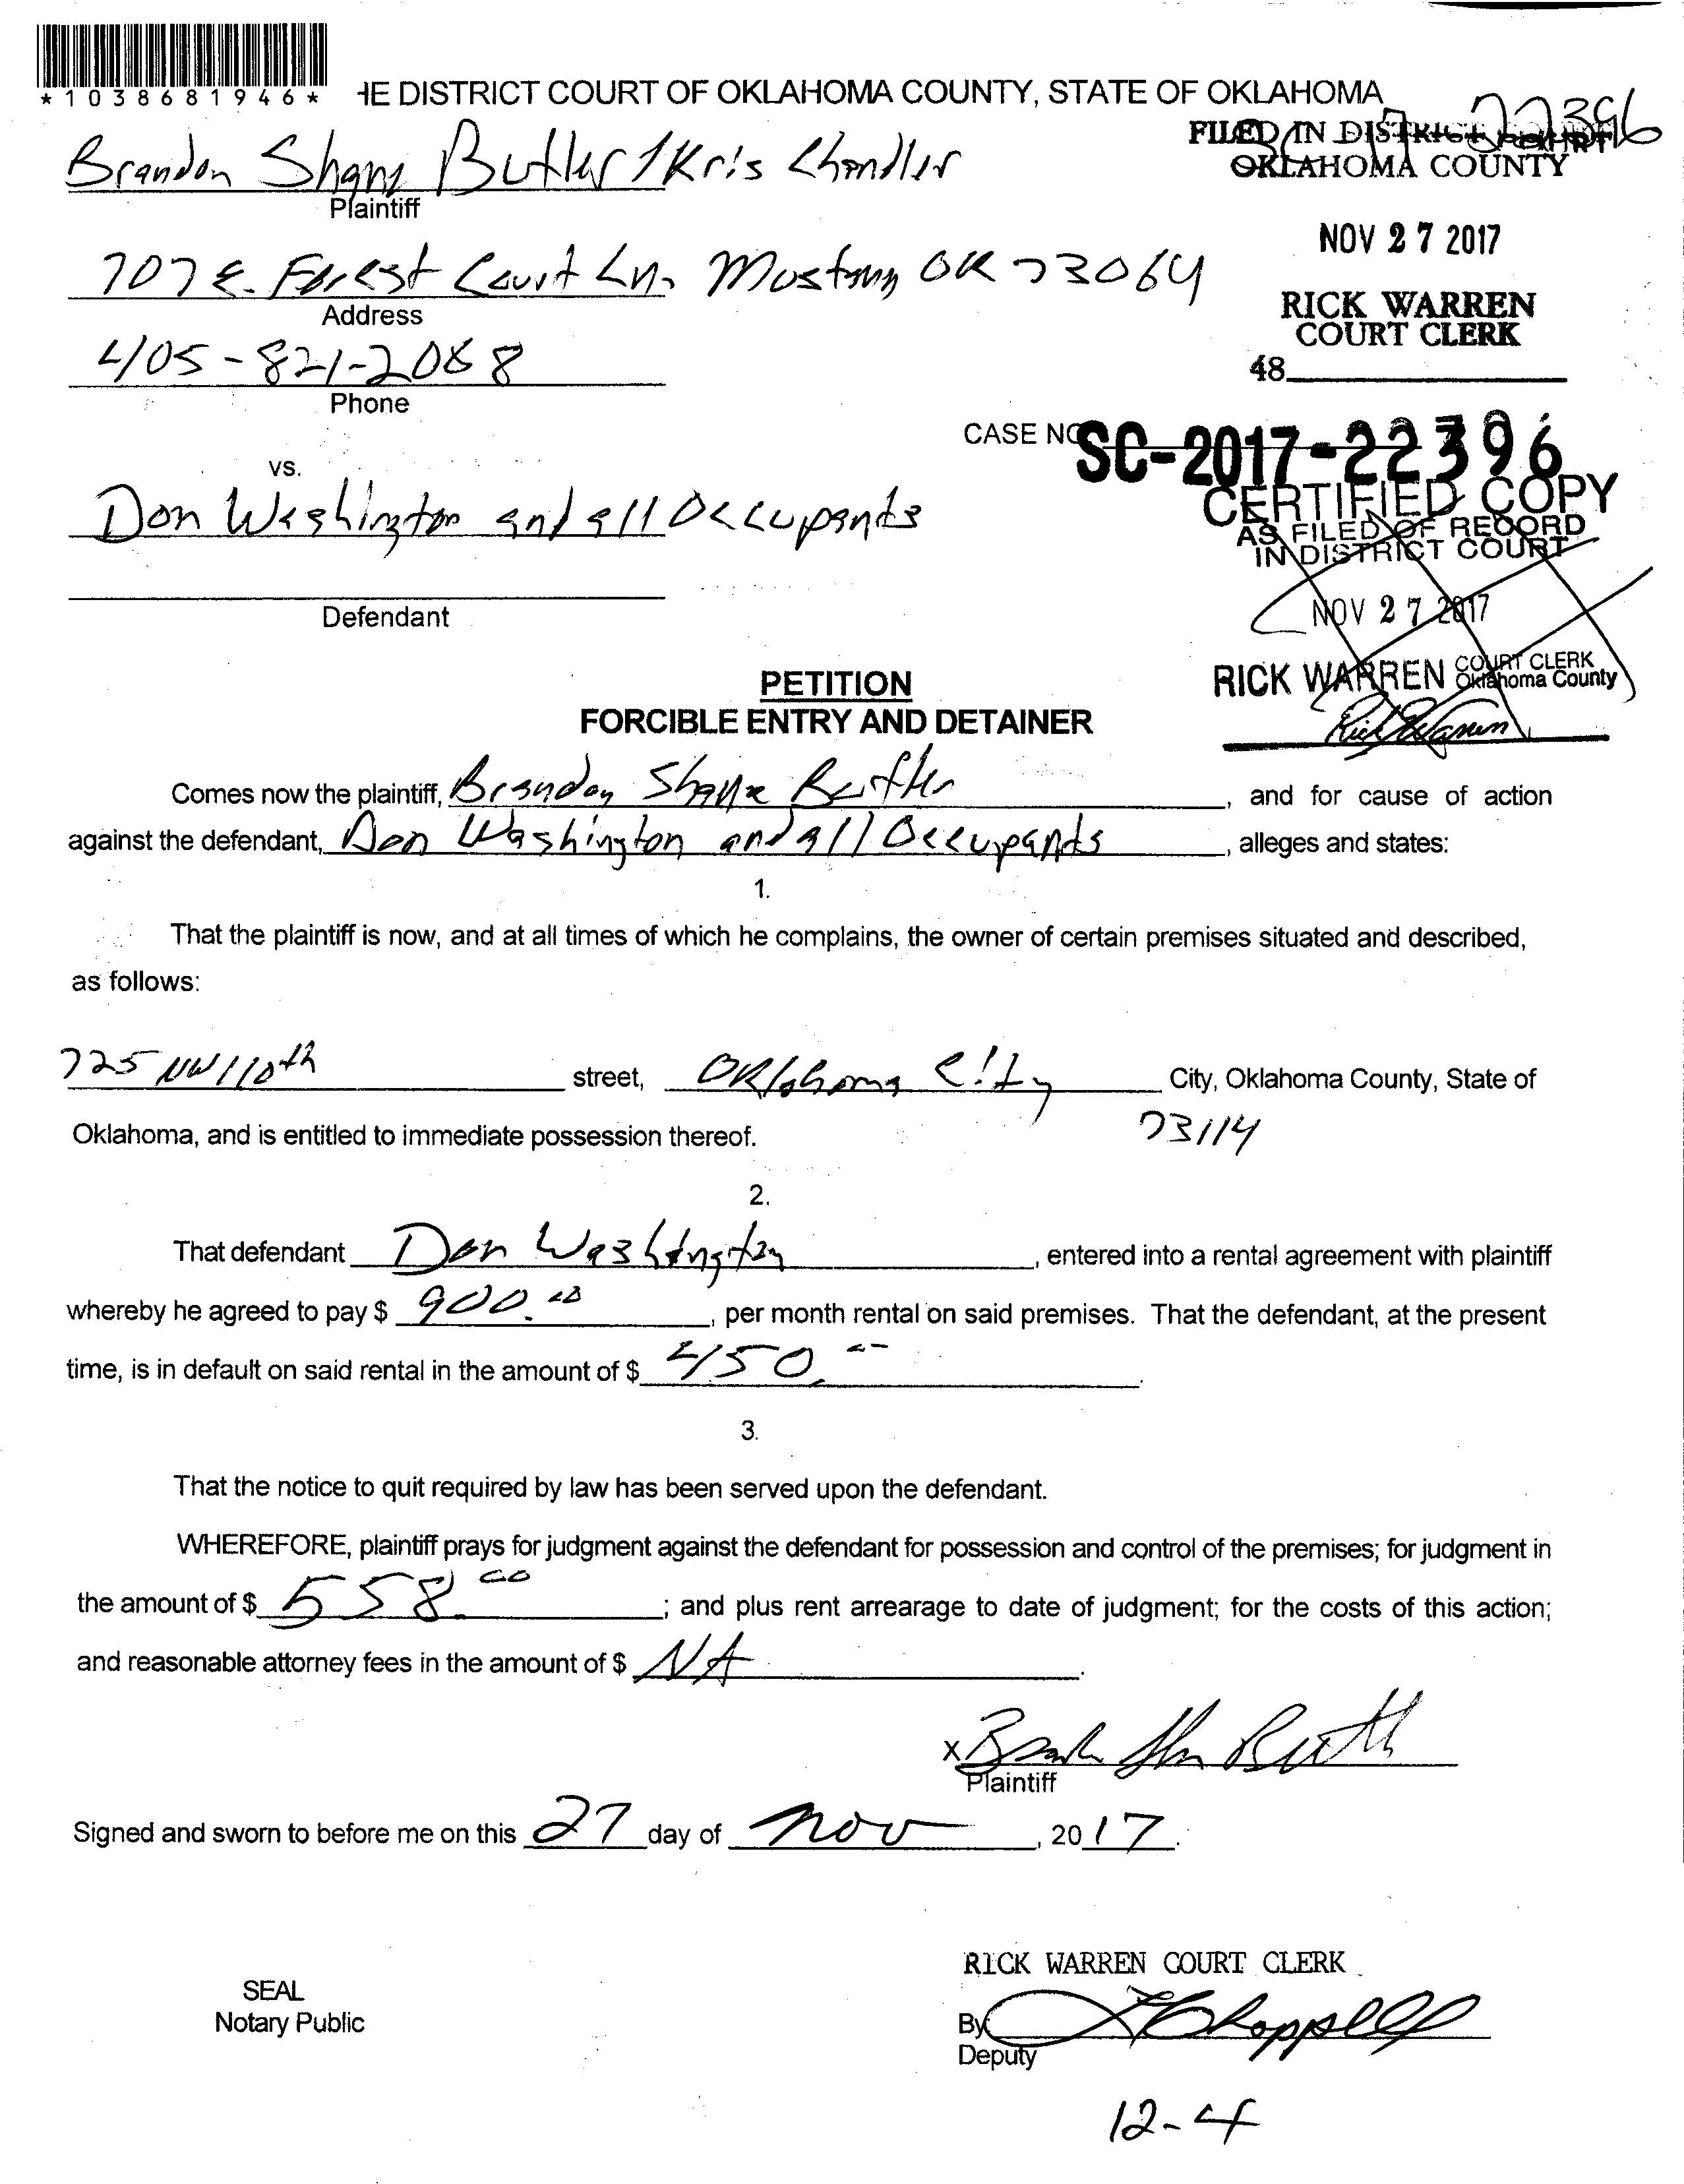 *1038681946*
HE DISTRICT COURT OF OKLAHOMA COUNTY, STATE OF OKLAHOMA
22396
FILED IN DISTRICT COURT
OKLAHOMA COUNTY
Brandon Shane Butler / Kris Chandler
Plaintiff
NOV 27 2017
707 E. Forest Court Ln. Mustang OK 73064
Address
RICK WARREN
COURT CLERK
405-821-2068
48
Phone
CASE NO SC-2017-22396
vs.
CERTIFIED COPY
AS FILED OF RECORD
IN DISTRICT COURT
Don Washington and all Occupants
NOV 27 2017
Defendant
RICK WARREN COURT CLERK
Oklahoma County
Rick Warren
PETITION
FORCIBLE ENTRY AND DETAINER
Comes now the plaintiff, Brandon Shane Butler, and for cause of action
against the defendant, Don Washington and all Occupants, alleges and states:
1.
That the plaintiff is now, and at all times of which he complains, the owner of certain premises situated and described,
as follows:
725 NW 110th street, Oklahoma City City, Oklahoma County, State of
Oklahoma, and is entitled to immediate possession thereof. 73114
2.
That defendant Don Washington, entered into a rental agreement with plaintiff
whereby he agreed to pay $ 900.00, per month rental on said premises. That the defendant, at the present
time, is in default on said rental in the amount of $ 450.00.
3.
That the notice to quit required by law has been served upon the defendant.
WHEREFORE, plaintiff prays for judgment against the defendant for possession and control of the premises; for judgment in
the amount of $ 558.00; and plus rent arrearage to date of judgment; for the costs of this action;
and reasonable attorney fees in the amount of $ NA.
X
Plaintiff
Signed and sworn to before me on this 27 day of Nov, 2017.
RICK WARREN COURT CLERK
SEAL
Notary Public
By
Deputy
12-4